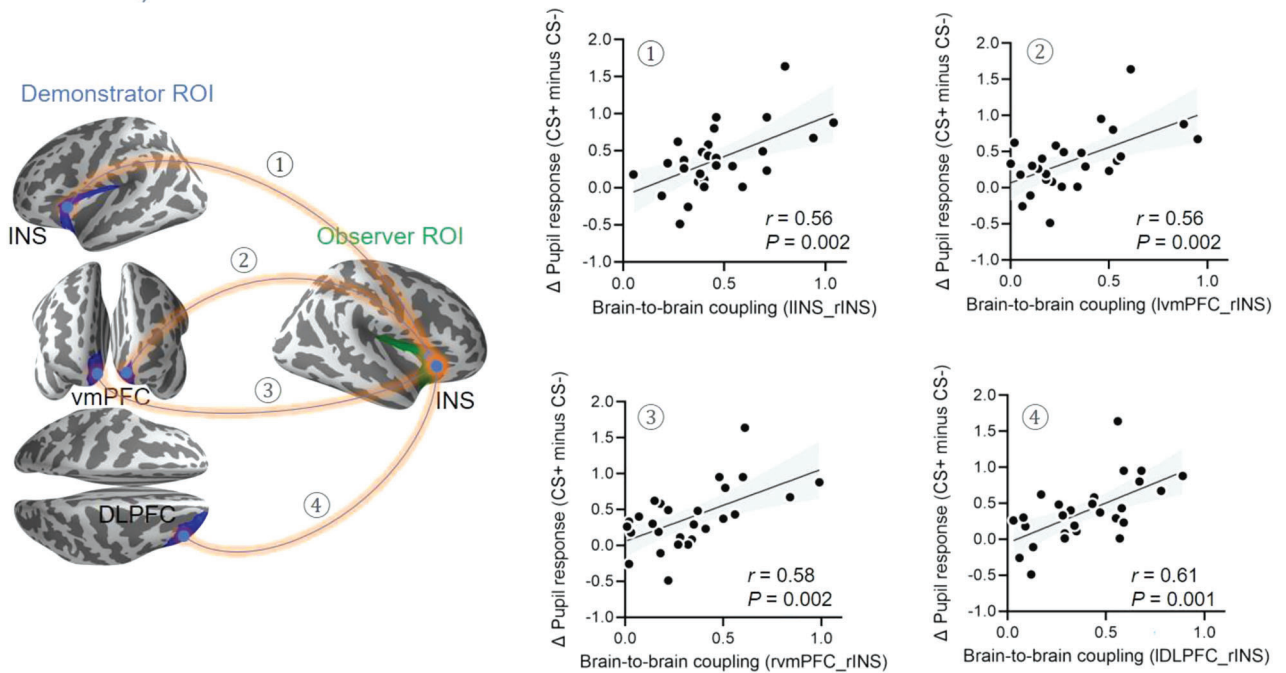 Demonstrator ROI
INS
vmPFC
DLPFC
①
②
③
④
Observer ROI
INS
①
Δ Pupil response (CS+ minus CS-)
2.0
1.5
1.0
0.5
0.0
-0.5
-1.0
r = 0.56
P = 0.002
0.0 0.5 1.0
Brain-to-brain coupling (lINS_rINS)
②
Δ Pupil response (CS+ minus CS-)
2.0
1.5
1.0
0.5
0.0
-0.5
-1.0
r = 0.56
P = 0.002
0.0 0.5 1.0
Brain-to-brain coupling (lvmPFC_rINS)
③
Δ Pupil response (CS+ minus CS-)
2.0
1.5
1.0
0.5
0.0
-0.5
-1.0
r = 0.58
P = 0.002
0.0 0.5 1.0
Brain-to-brain coupling (rvmPFC_rINS)
④
Δ Pupil response (CS+ minus CS-)
2.0
1.5
1.0
0.5
0.0
-0.5
-1.0
r = 0.61
P = 0.001
0.0 0.5 1.0
Brain-to-brain coupling (lDLPFC_rINS)